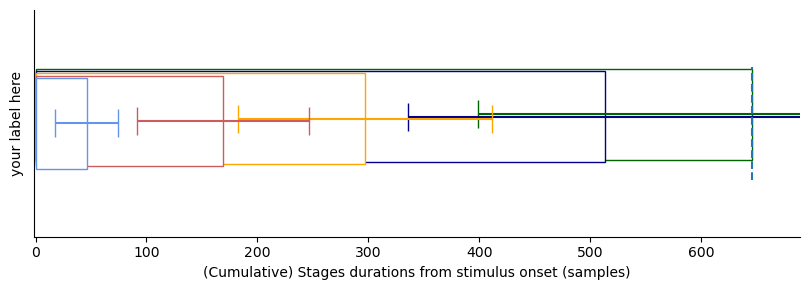 your label here
0 100 200 300 400 500 600
(Cumulative) Stages durations from stimulus onset (samples)